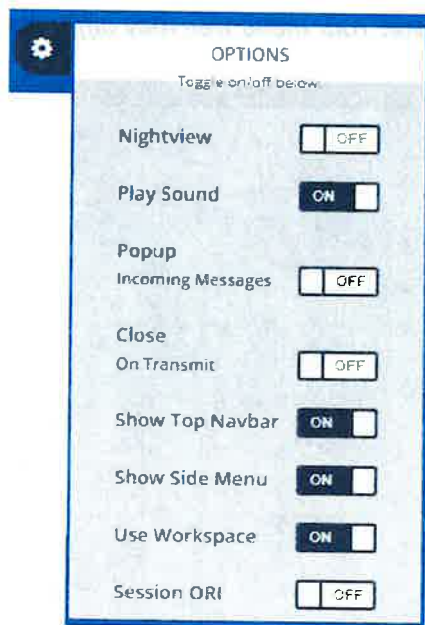 OPTIONS
Toggle on/off below.
Nightview OFF
Play Sound ON
Popup
Incoming Messages OFF
Close
On Transmit OFF
Show Top Navbar ON
Show Side Menu ON
Use Workspace ON
Session ORI OFF